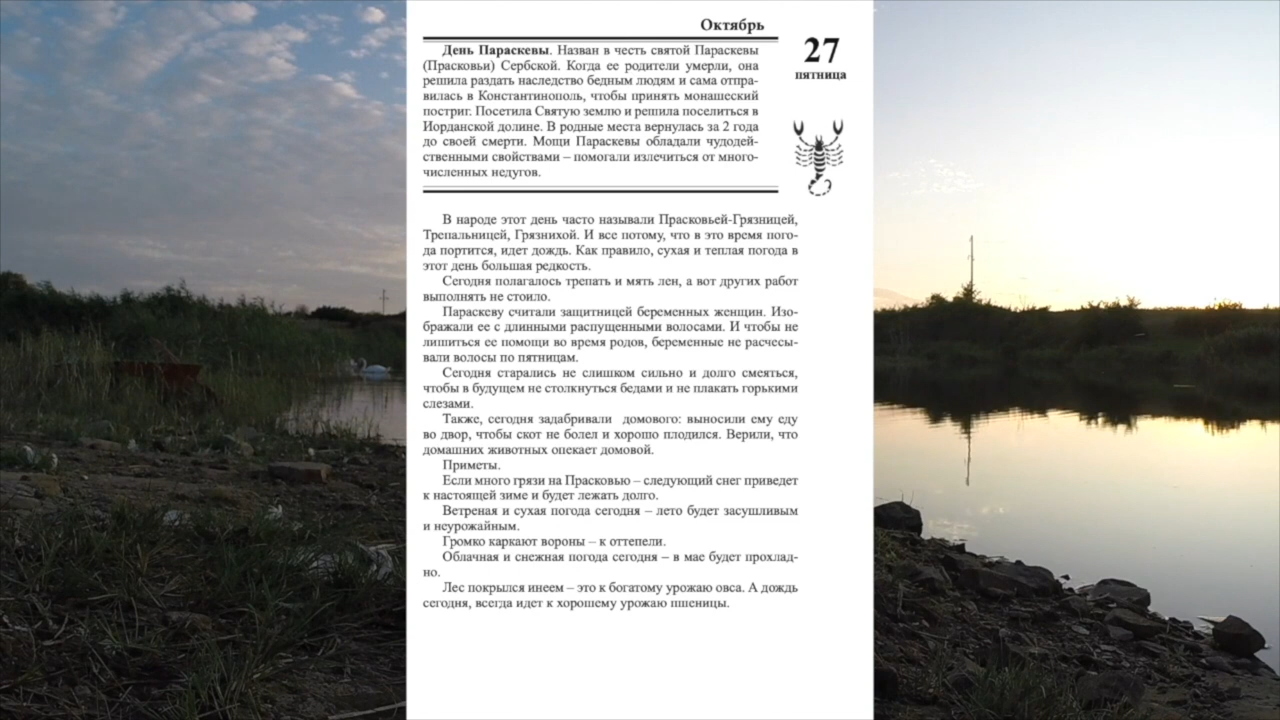 Октябрь
27
пятница
День Параскевы. Назван в честь святой Параскевы
(Прасковьи) Сербской. Когда ее родители умерли, она
решила раздать наследство бедным людям и сама отпра-
вилась в Константинополь, чтобы принять монашеский
постриг. Посетила Святую землю и решила поселиться в
Иорданской долине. В родные места вернулась за 2 года
до своей смерти. Мощи Параскевы обладали чудодей-
ственными свойствами – помогали излечиться от много-
численных недугов.
В народе этот день часто называли Прасковьей-Грязницей,
Трепальницей, Грязнихой. И все потому, что в это время пого-
да портится, идет дождь. Как правило, сухая и теплая погода в
этот день большая редкость.
Сегодня полагалось трепать и мять лен, а вот других работ
выполнять не стоило.
Параскеву считали защитницей беременных женщин. Изо-
бражали ее с длинными распущенными волосами. И чтобы не
лишиться ее помощи во время родов, беременные не расчесы-
вали волосы по пятницам.
Сегодня старались не слишком сильно и долго смеяться,
чтобы в будущем не столкнуться бедами и не плакать горькими
слезами.
Также, сегодня задабривали домового: выносили ему еду
во двор, чтобы скот не болел и хорошо плодился. Верили, что
домашних животных опекает домовой.
Приметы.
Если много грязи на Прасковью – следующий снег приведет
к настоящей зиме и будет лежать долго.
Ветреная и сухая погода сегодня – лето будет засушливым
и неурожайным.
Громко каркают вороны – к оттепели.
Облачная и снежная погода сегодня – в мае будет прохлад-
но.
Лес покрылся инеем – это к богатому урожаю овса. А дождь
сегодня, всегда идет к хорошему урожаю пшеницы.